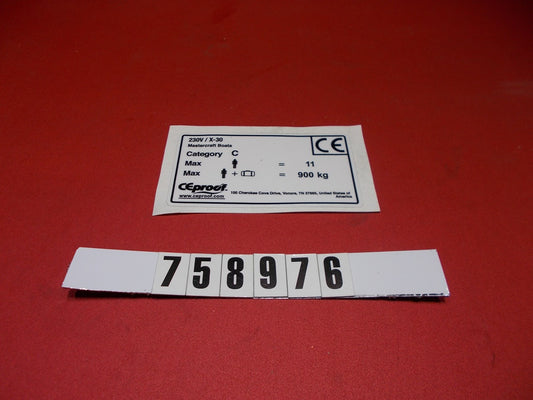 230V / X-30
Mastercraft Boats
CE
Category C
Max = 11
Max + = 900 kg
CEproof
www.ceproof.com
100 Cherokee Cove Drive, Vonore, TN 37885, United States of America
758976